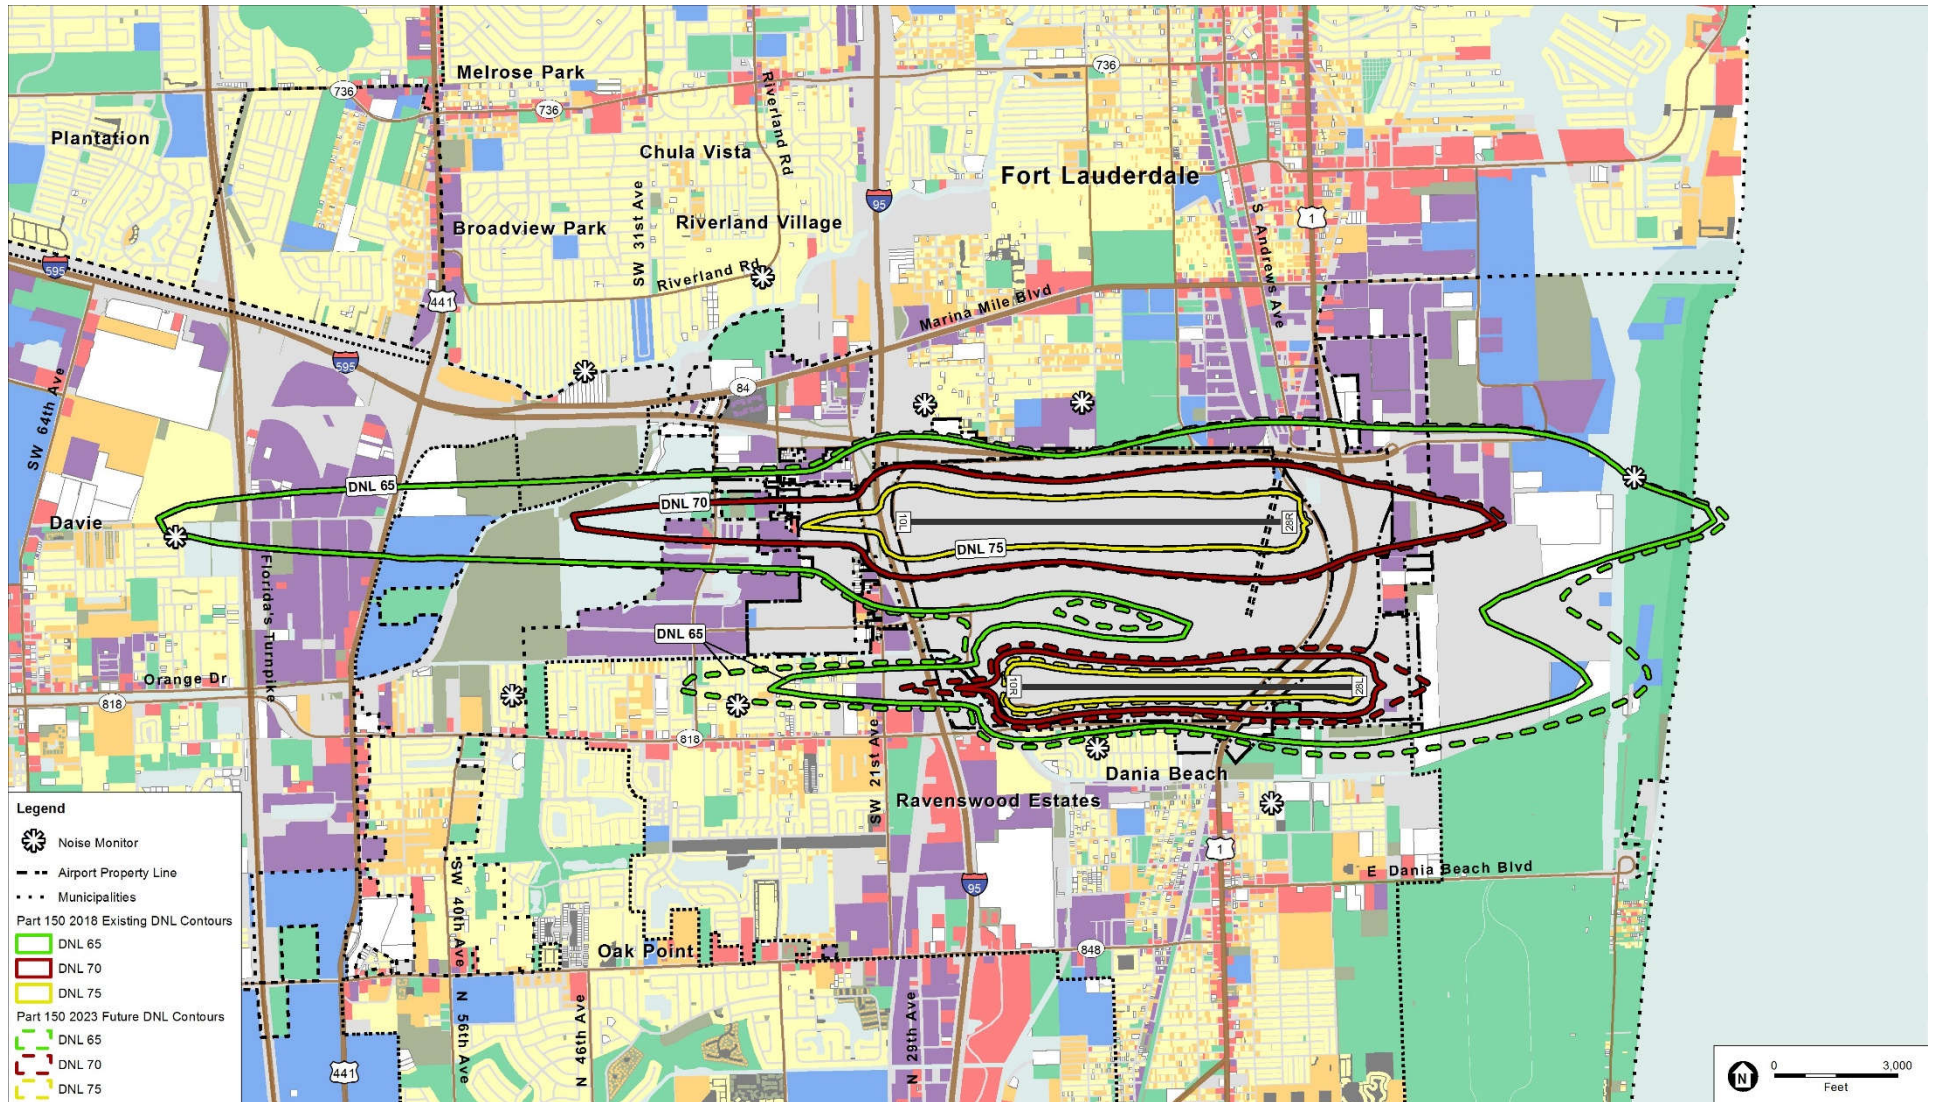 Melrose Park
736
736
736
Plantation
Riverland Rd
Chula Vista
Fort Lauderdale
SW 31st Ave
95
1
Broadview Park
Riverland Village
S Andrews Ave
595
Riverland Rd
441
Marina Mile Blvd
595
84
SW 64th Ave
DNL 65
DNL 70
Davie
10L
28R
DNL 75
Florida's Turnpike
DNL 65
Orange Dr
818
10R
28L
818
SW 21st Ave
Dania Beach
Ravenswood Estates
1
E Dania Beach Blvd
95
SW 40th Ave
Oak Point
848
N 56th Ave
N 46th Ave
N 29th Ave
441
Legend
Noise Monitor
Airport Property Line
Municipalities
Part 150 2018 Existing DNL Contours
DNL 65
DNL 70
DNL 75
Part 150 2023 Future DNL Contours
DNL 65
DNL 70
DNL 75
N
0 3,000
Feet